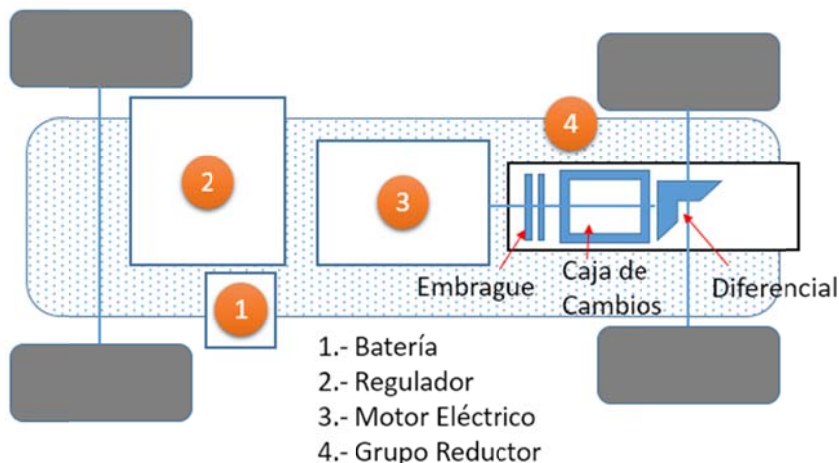 4
2
3
1
Embrague
Caja de
Cambios
Diferencial
1.- Batería
2.- Regulador
3.- Motor Eléctrico
4.- Grupo Reductor